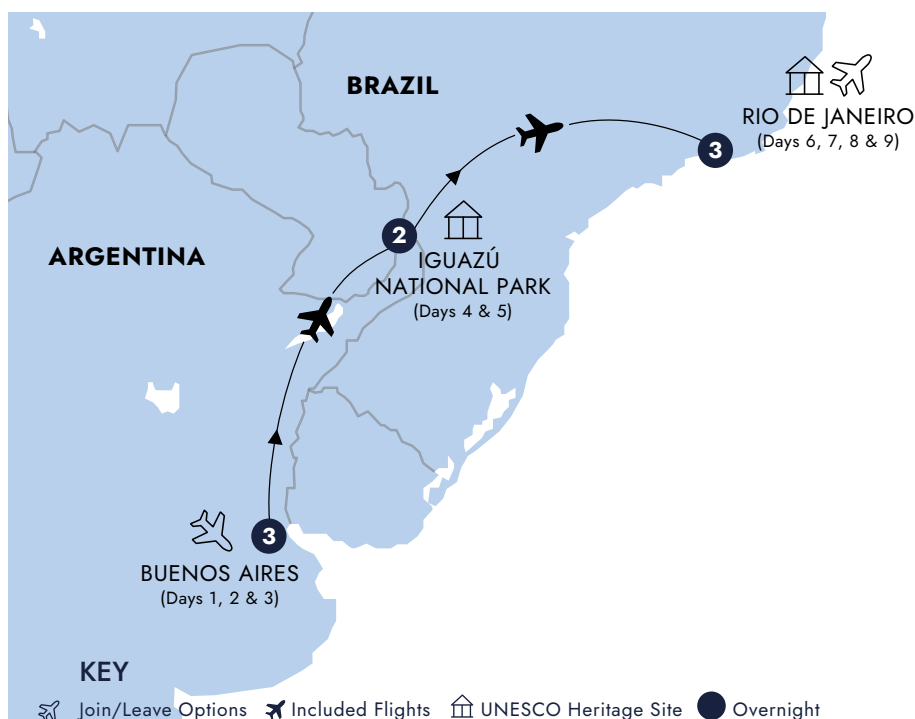 BRAZIL
RIO DE JANEIRO
(Days 6, 7, 8 & 9)
3
2
ARGENTINA
IGUAZÚ
NATIONAL PARK
(Days 4 & 5)
3
BUENOS AIRES
(Days 1, 2 & 3)
KEY
Join/Leave Options Included Flights UNESCO Heritage Site Overnight